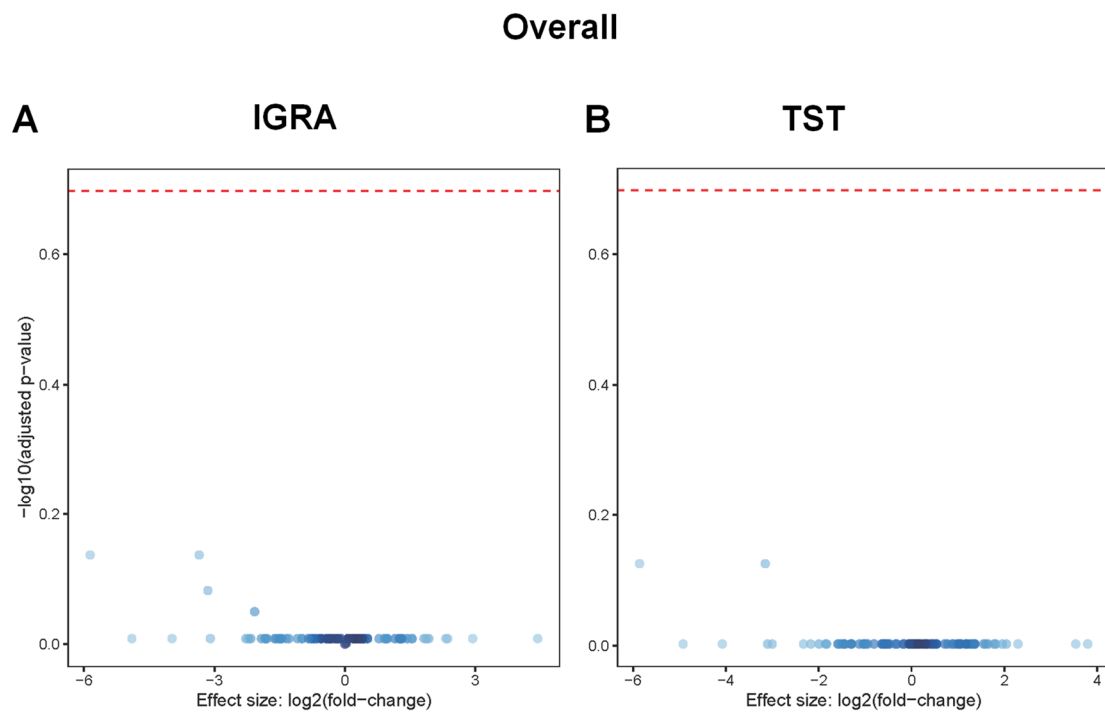 Overall
A
IGRA
B
TST
−log10(adjusted p−value)
0.6
0.4
0.2
0.0
−6
−3
0
3
Effect size: log2(fold−change)
0.6
0.4
0.2
0.0
−6
−4
−2
0
2
4
Effect size: log2(fold−change)